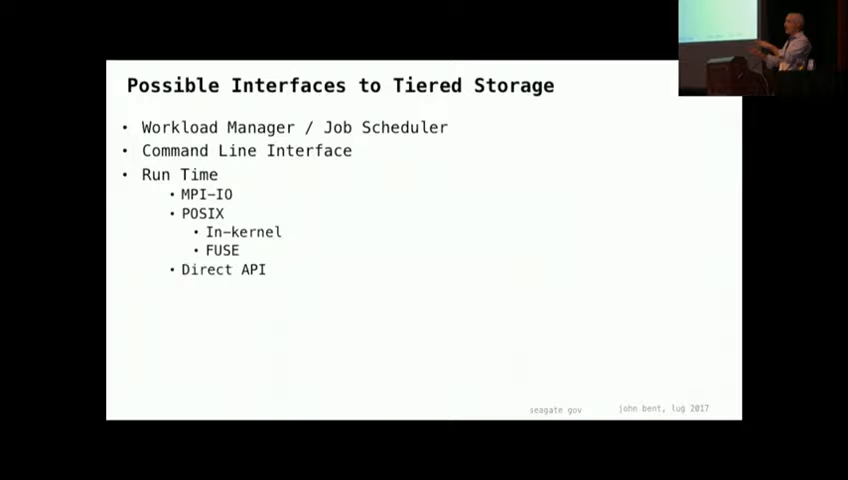 Possible Interfaces to Tiered Storage
• Workload Manager / Job Scheduler
• Command Line Interface
• Run Time
• MPI-IO
• POSIX
• In-kernel
• FUSE
• Direct API
seagate gov
john bent, lug 2017